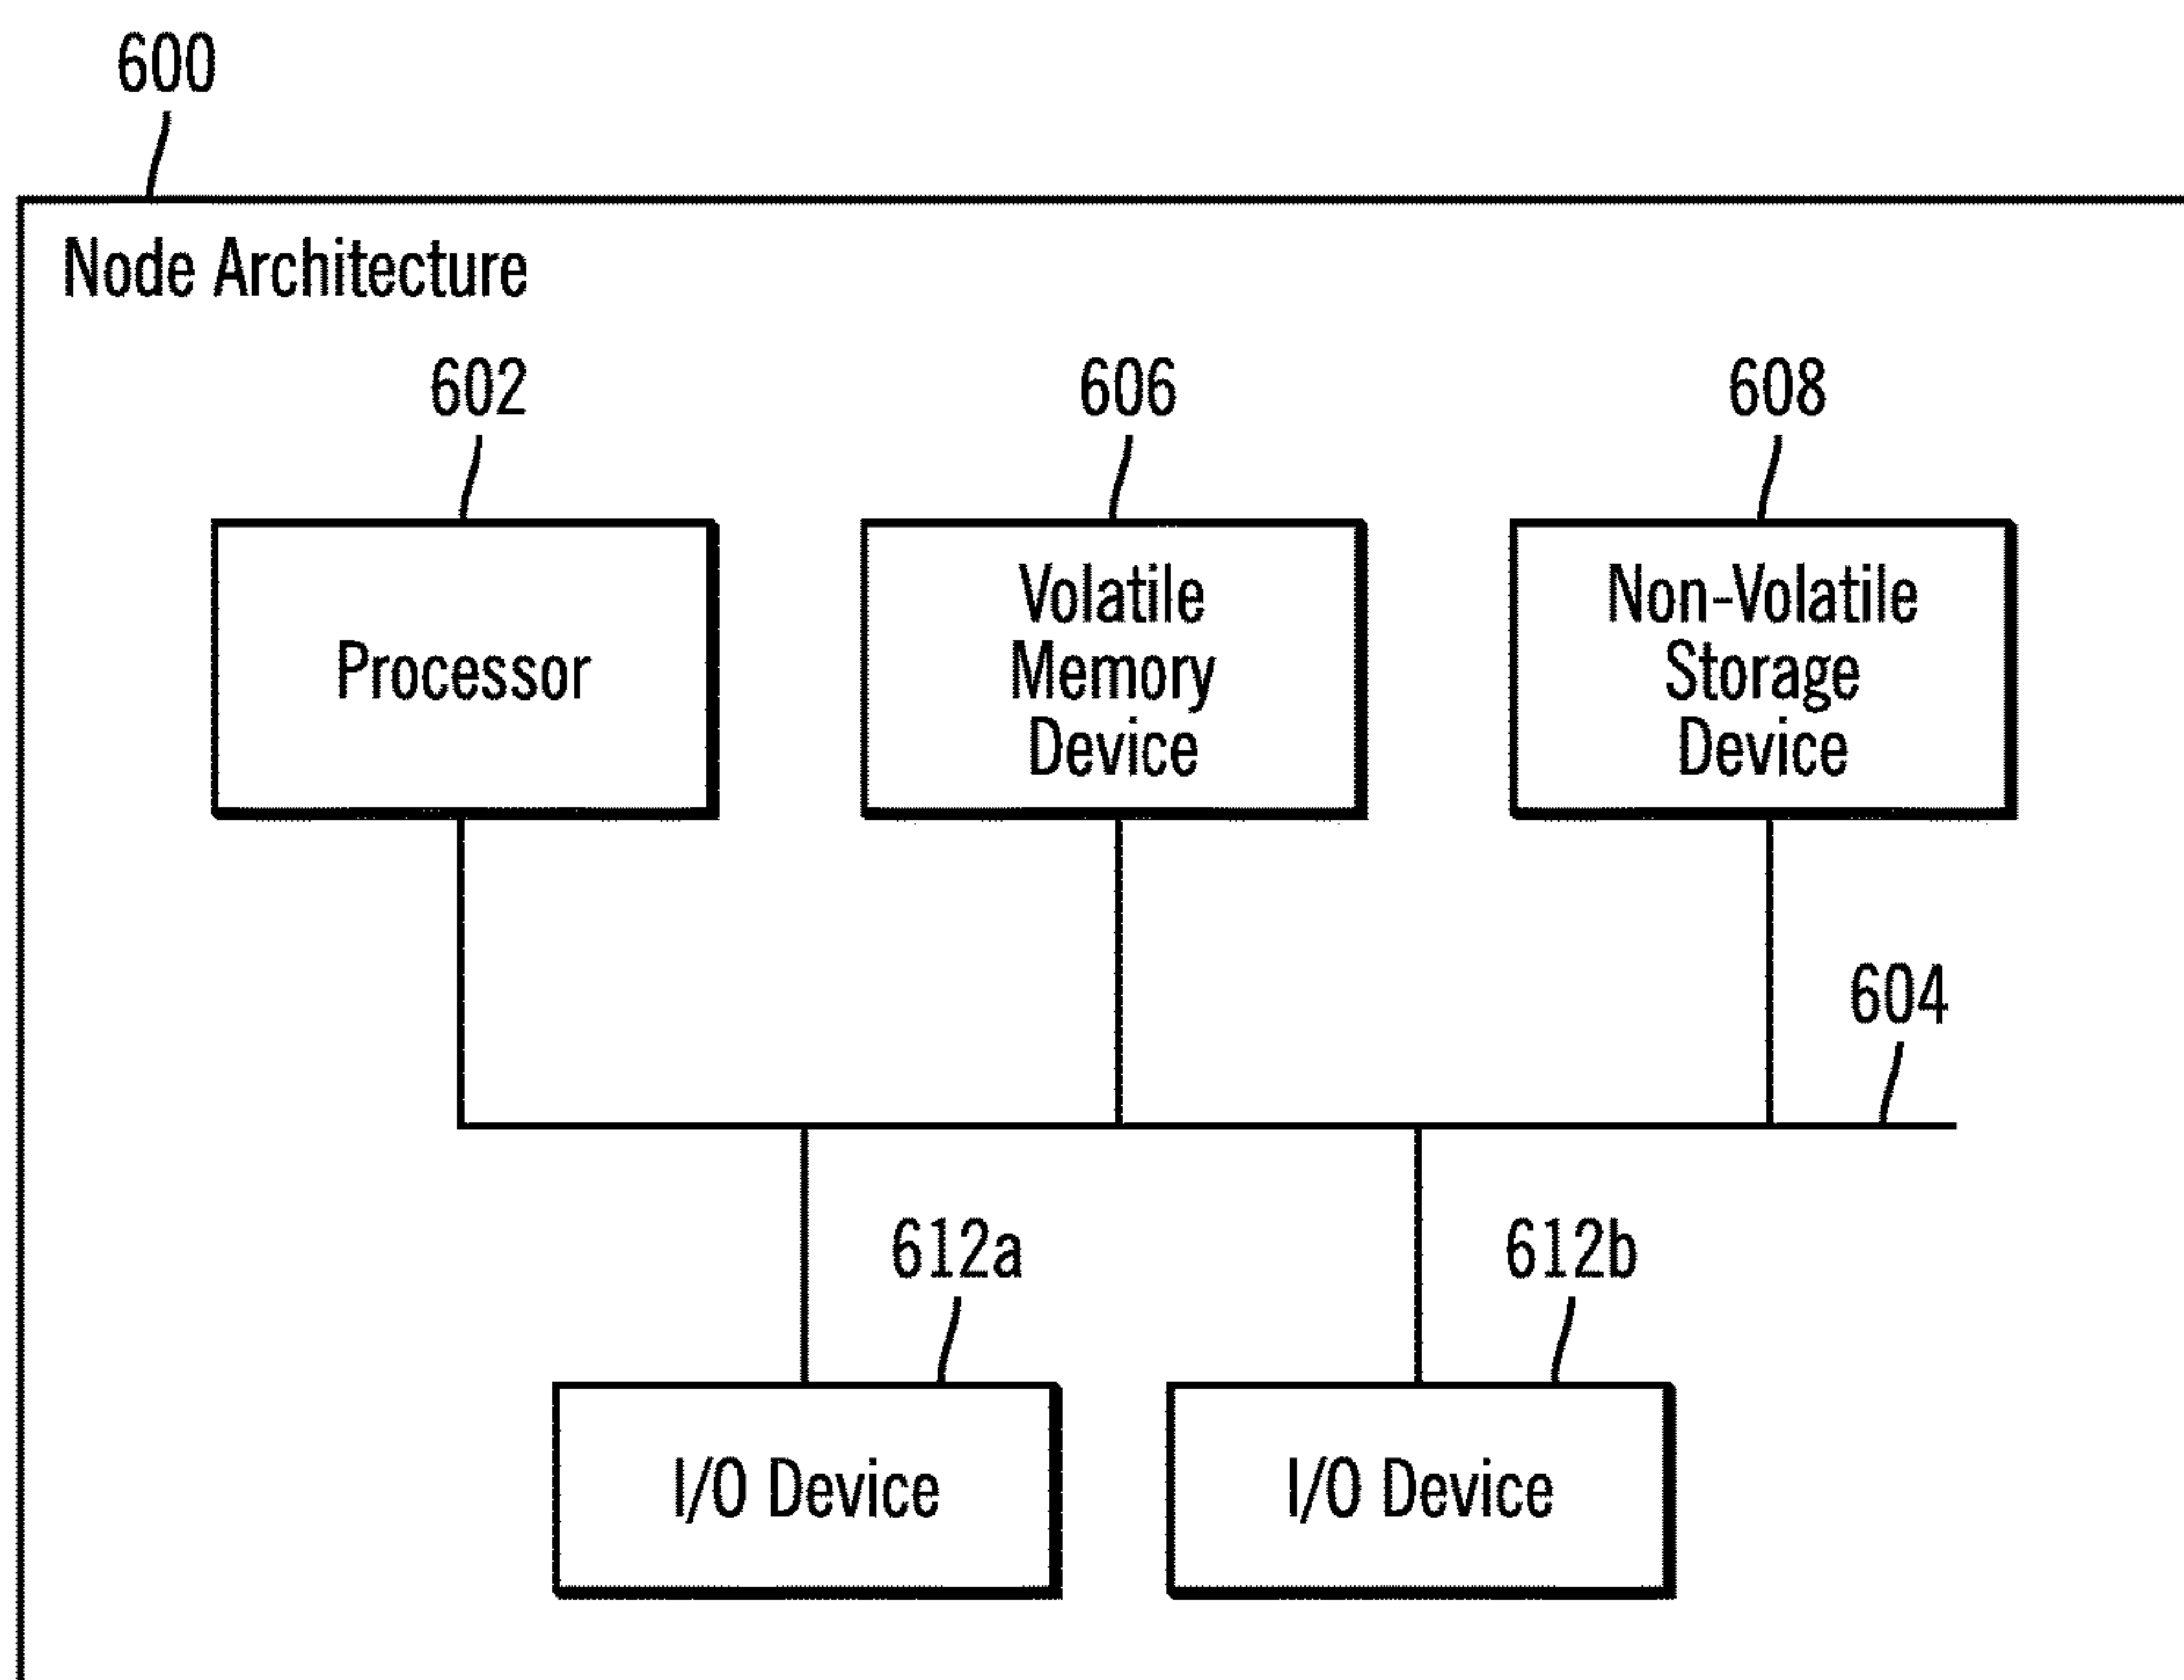 600
Node Architecture
602
606
608
Processor
Volatile
Memory
Device
Non-Volatile
Storage
Device
604
612a
612b
I/O Device
I/O Device